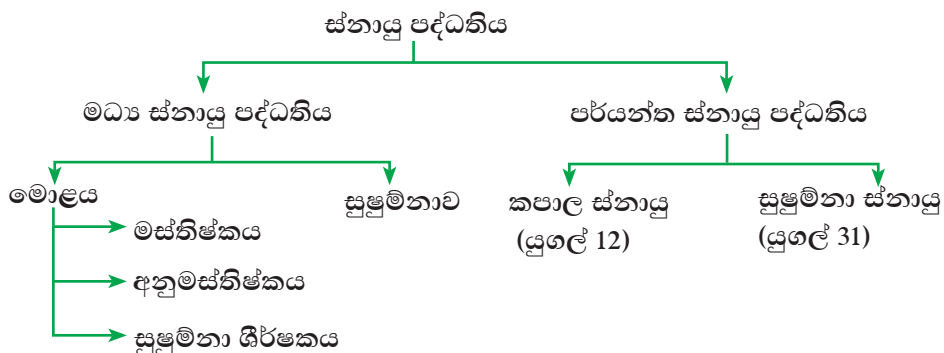 ස්නායු පද්ධතිය
මධ්‍ය ස්නායු පද්ධතිය
පර්යන්ත ස්නායු පද්ධතිය
මොළය
සුෂුම්නාව
කපාල ස්නායු
(යුගල් 12)
සුෂුම්නා ස්නායු
(යුගල් 31)
මස්තිෂ්කය
අනුමස්තිෂ්කය
සුෂුම්නා ශීර්ෂකය